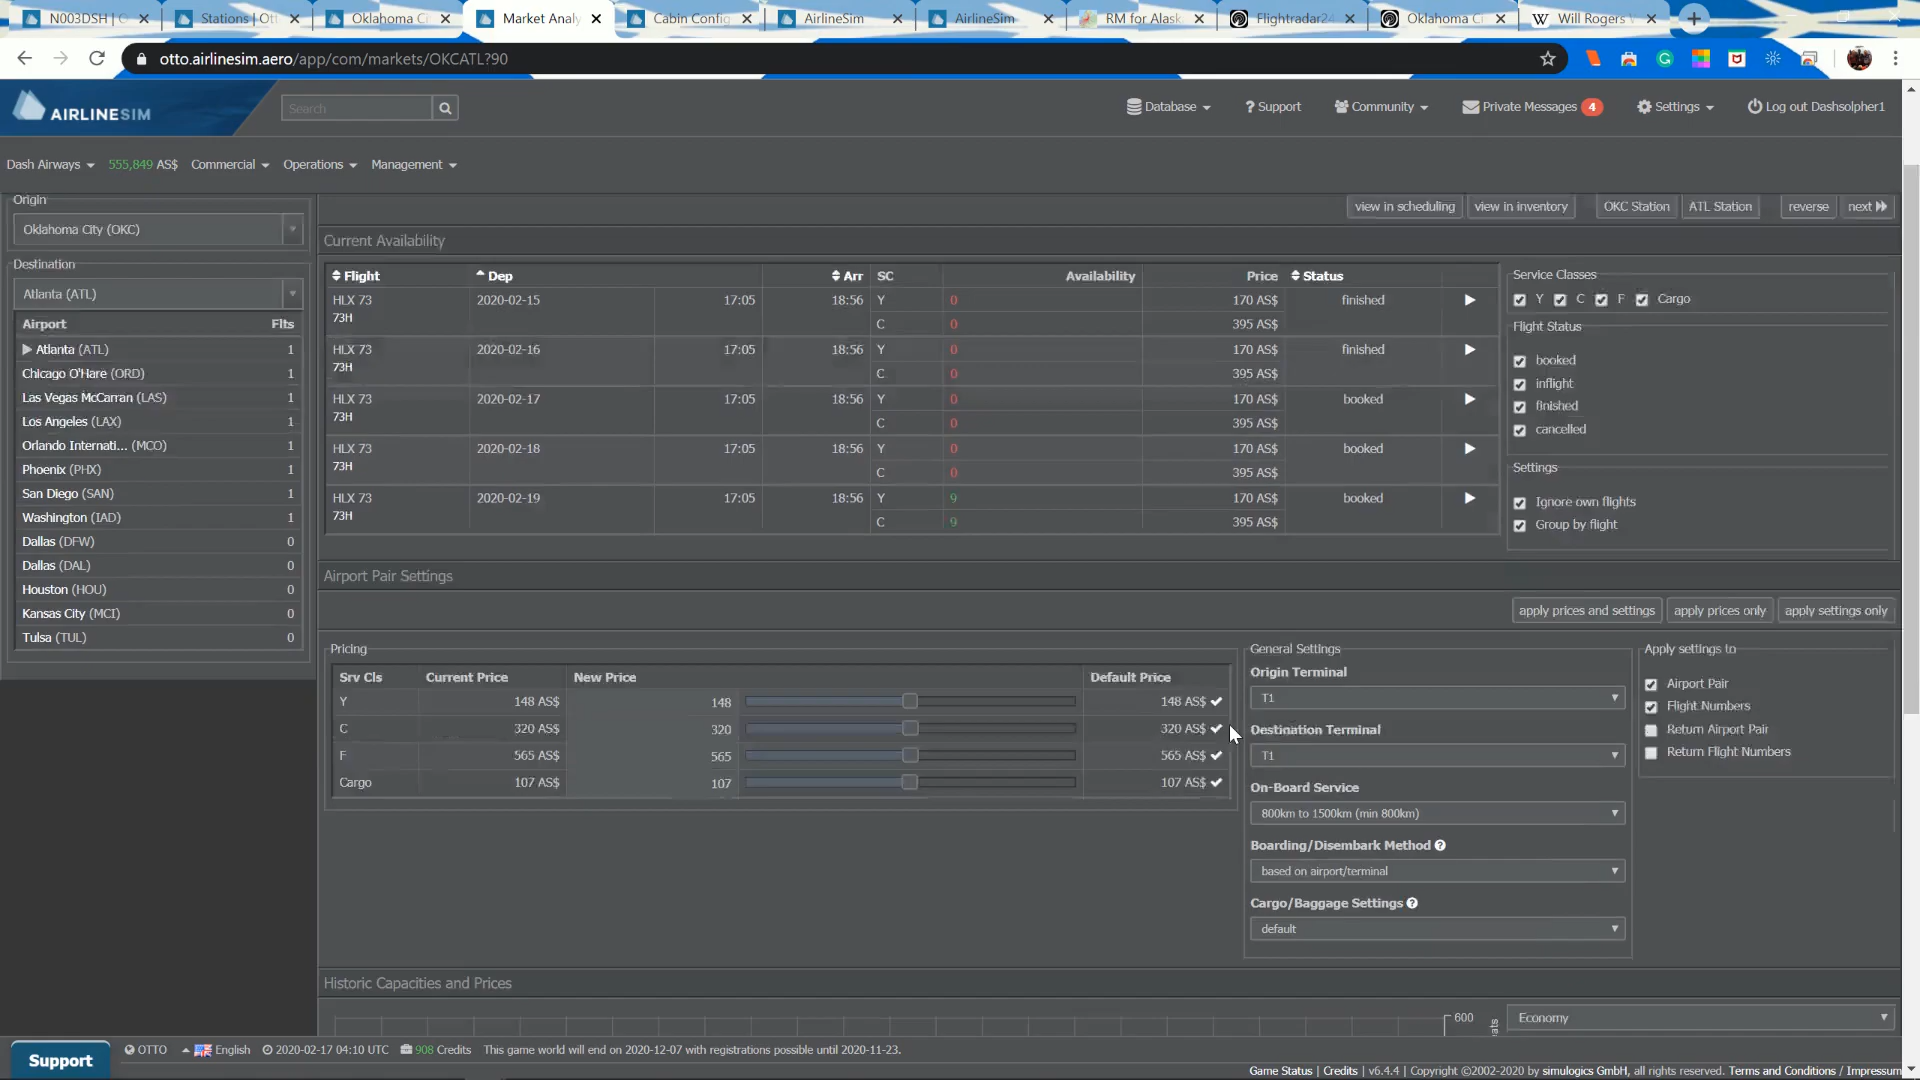 N003DSH | O
Stations | Ott
Oklahoma Ci
Market Analy
Cabin Config
AirlineSim
AirlineSim
RM for Alask
Flightradar24
Oklahoma Ci
Will Rogers W
otto.airlinesim.aero/app/com/markets/OKCATL?90
AIRLINESIM
Search
Database
? Support
Community
Private Messages 4
Settings
Log out Dashsolpher1
Dash Airways
555,849 AS$
Commercial
Operations
Management
Origin
Oklahoma City (OKC)
Destination
Atlanta (ATL)
Airport Flts
Atlanta (ATL) 1
Chicago O'Hare (ORD) 1
Las Vegas McCarran (LAS) 1
Los Angeles (LAX) 1
Orlando Internati... (MCO) 1
Phoenix (PHX) 1
San Diego (SAN) 1
Washington (IAD) 1
Dallas (DFW) 0
Dallas (DAL) 0
Houston (HOU) 0
Kansas City (MCI) 0
Tulsa (TUL) 0
view in scheduling
view in inventory
OKC Station
ATL Station
reverse
next
Current Availability
Flight Dep Arr SC Availability Price Status
HLX 73 2020-02-15 17:05 18:56 Y 0 170 AS$ finished
73H C 0 395 AS$
HLX 73 2020-02-16 17:05 18:56 Y 0 170 AS$ finished
73H C 0 395 AS$
HLX 73 2020-02-17 17:05 18:56 Y 0 170 AS$ booked
73H C 0 395 AS$
HLX 73 2020-02-18 17:05 18:56 Y 0 170 AS$ booked
73H C 0 395 AS$
HLX 73 2020-02-19 17:05 18:56 Y 9 170 AS$ booked
73H C 9 395 AS$
Service Classes
Y C F Cargo
Flight Status
booked
inflight
finished
cancelled
Settings
Ignore own flights
Group by flight
Airport Pair Settings
apply prices and settings
apply prices only
apply settings only
Pricing
Srv Cls Current Price New Price Default Price
Y 148 AS$ 148 148 AS$
C 320 AS$ 320 320 AS$
F 565 AS$ 565 565 AS$
Cargo 107 AS$ 107 107 AS$
General Settings
Origin Terminal
T1
Destination Terminal
T1
On-Board Service
800km to 1500km (min 800km)
Boarding/Disembark Method
based on airport/terminal
Cargo/Baggage Settings
default
Apply settings to
Airport Pair
Flight Numbers
Return Airport Pair
Return Flight Numbers
Historic Capacities and Prices
600
Economy
Support
OTTO
English
2020-02-17 04:10 UTC
908 Credits
This game world will end on 2020-12-07 with registrations possible until 2020-11-23.
Game Status | Credits | v6.4.4 | Copyright ©2002-2020 by simulogics GmbH, all rights reserved. Terms and Conditions / Impressum